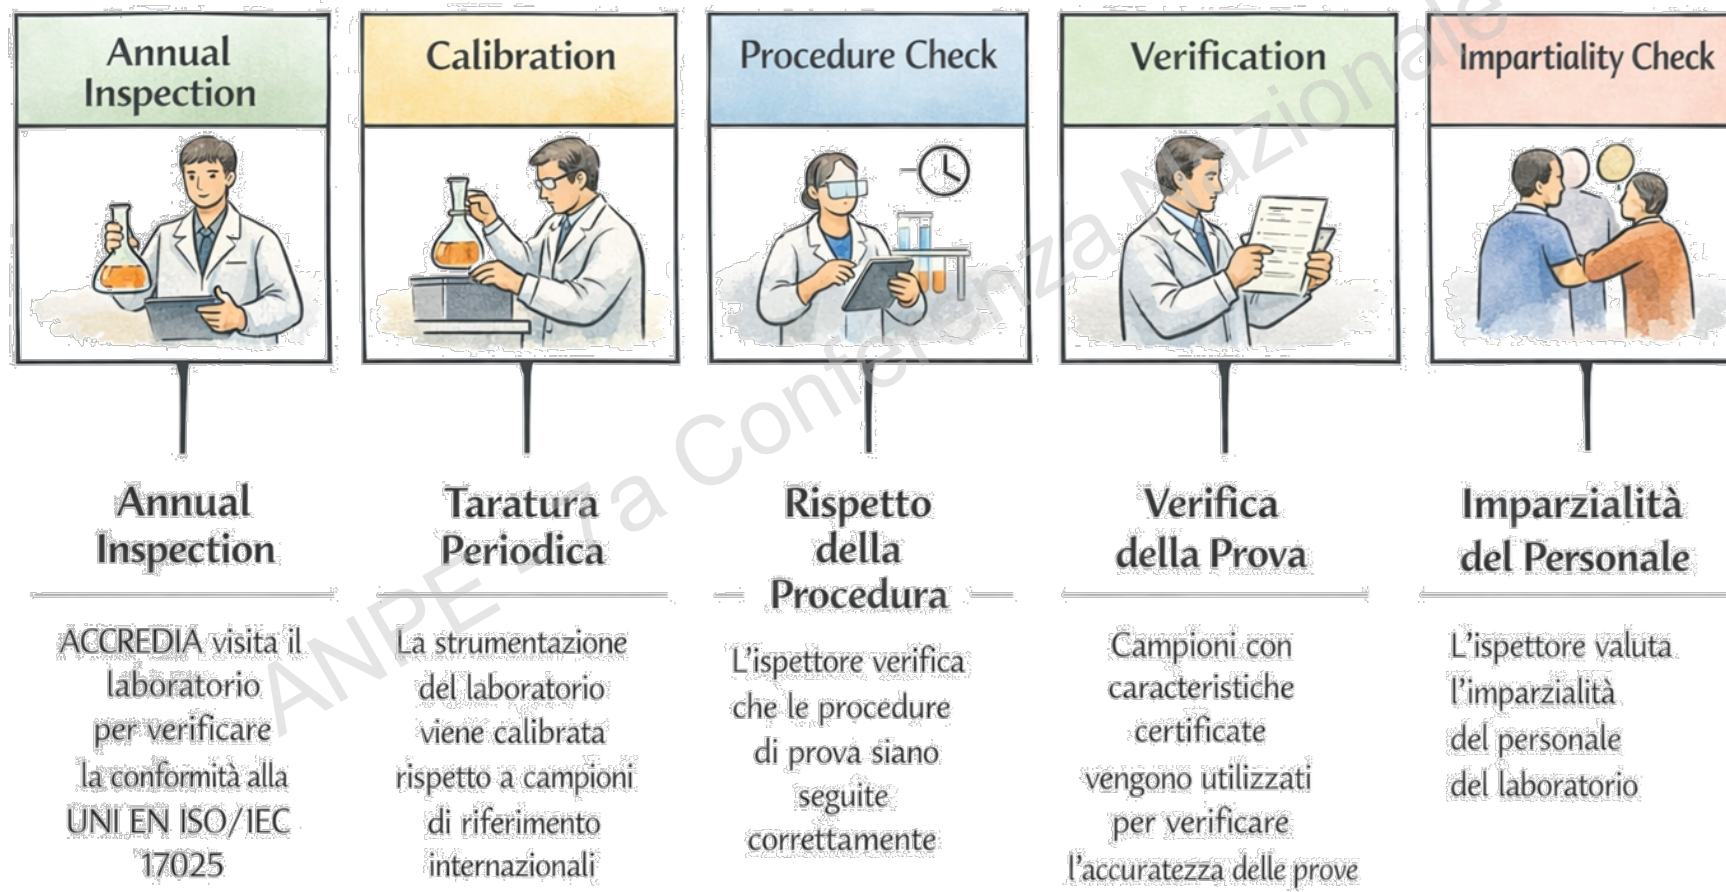 Annual
Inspection
Calibration
Procedure Check
Verification
Impartiality Check
Annual
Inspection
ACCREDIA visita il
laboratorio
per verificare
la conformità alla
UNI EN ISO/IEC
17025
Taratura
Periodica
La strumentazione
del laboratorio
viene calibrata
rispetto a campioni
di riferimento
internazionali
Rispetto
della
Procedura
L'ispettore verifica
che le procedure
di prova siano
seguite
correttamente
Verifica
della Prova
Campioni con
caratteristiche
certificate
vengono utilizzati
per verificare
l'accuratezza delle prove
Imparzialità
del Personale
L'ispettore valuta
l'imparzialità
del personale
del laboratorio
ANPE 17a Conferenza Nazionale